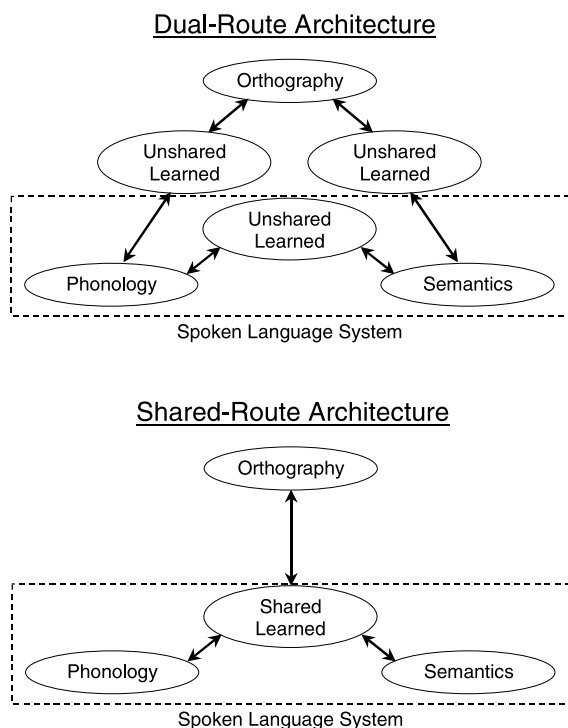 Dual-Route Architecture
Orthography
Unshared
Learned
Unshared
Learned
Unshared
Learned
Phonology
Semantics
Spoken Language System
Shared-Route Architecture
Orthography
Shared
Learned
Phonology
Semantics
Spoken Language System